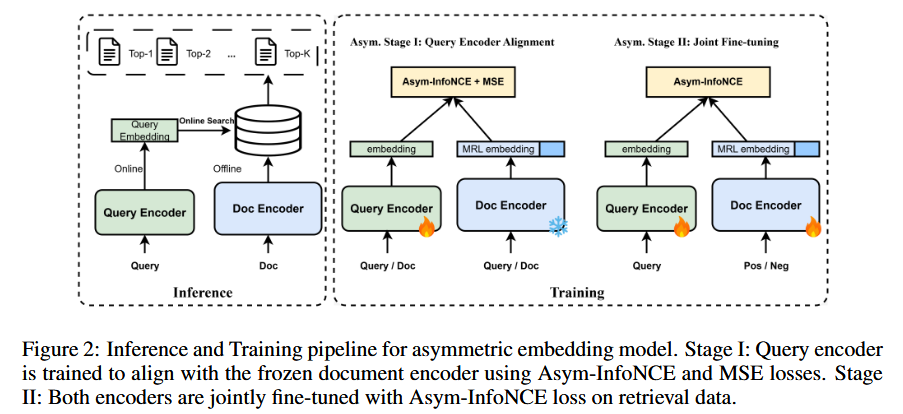 Top-1
Top-2
...
Top-K
Query
Embedding
Online Search
Online
Offline
Query Encoder
Doc Encoder
Query
Doc
Inference
Asym. Stage I: Query Encoder Alignment
Asym-InfoNCE + MSE
embedding
MRL embedding
Query Encoder
Doc Encoder
Query / Doc
Query / Doc
Asym. Stage II: Joint Fine-tuning
Asym-InfoNCE
embedding
MRL embedding
Query Encoder
Doc Encoder
Query
Pos / Neg
Training
Figure 2: Inference and Training pipeline for asymmetric embedding model. Stage I: Query encoder
is trained to align with the frozen document encoder using Asym-InfoNCE and MSE losses. Stage
II: Both encoders are jointly fine-tuned with Asym-InfoNCE loss on retrieval data.